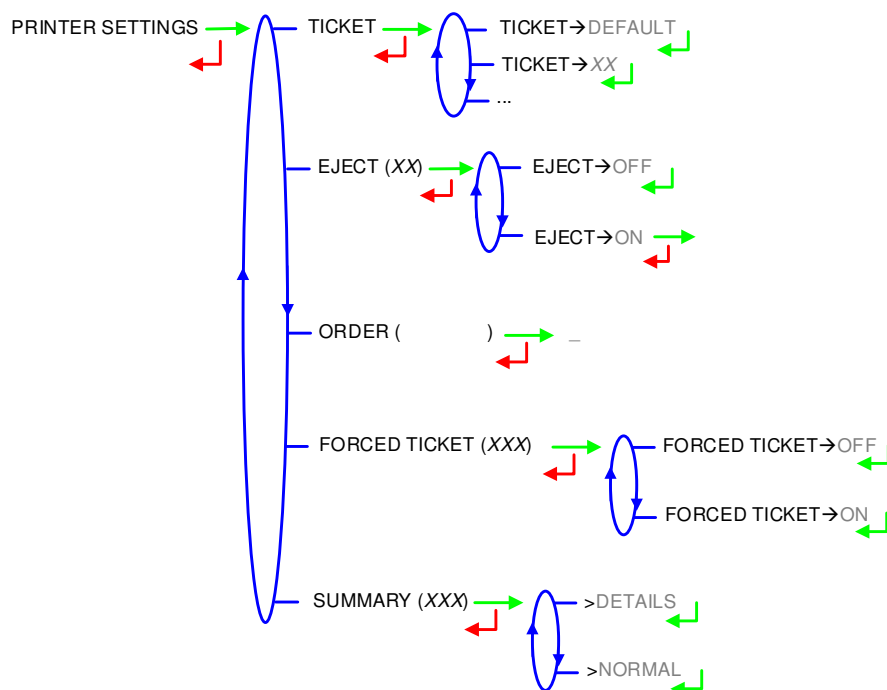 PRINTER SETTINGS
TICKET
TICKET→DEFAULT
TICKET→XX
...
EJECT (XX)
EJECT→OFF
EJECT→ON
ORDER ( ) _
FORCED TICKET (XXX)
FORCED TICKET→OFF
FORCED TICKET→ON
SUMMARY (XXX)
>DETAILS
>NORMAL